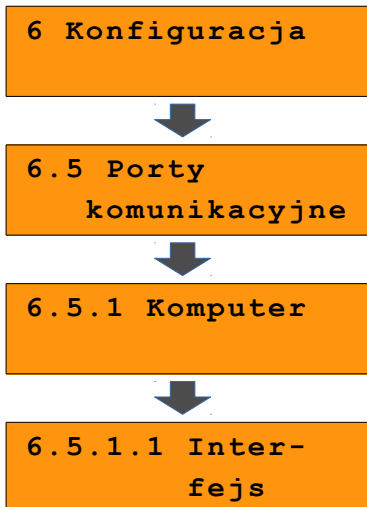 6 Konfiguracja
6.5 Porty
komunikacyjne
6.5.1 Komputer
6.5.1.1 Inter-
fejs